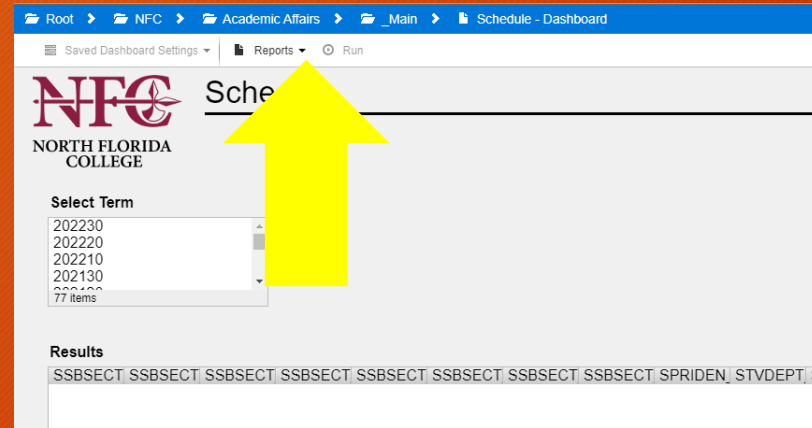 Root NFC Academic Affairs _Main Schedule - Dashboard
Saved Dashboard Settings Reports Run
NFC Sche
NORTH FLORIDA
COLLEGE
Select Term
202230
202220
202210
202130
77 items
Results
SSBSECT SSBSECT SSBSECT SSBSECT SSBSECT SSBSECT SSBSECT SSBSECT SPRIDEN_ STVDEPT_